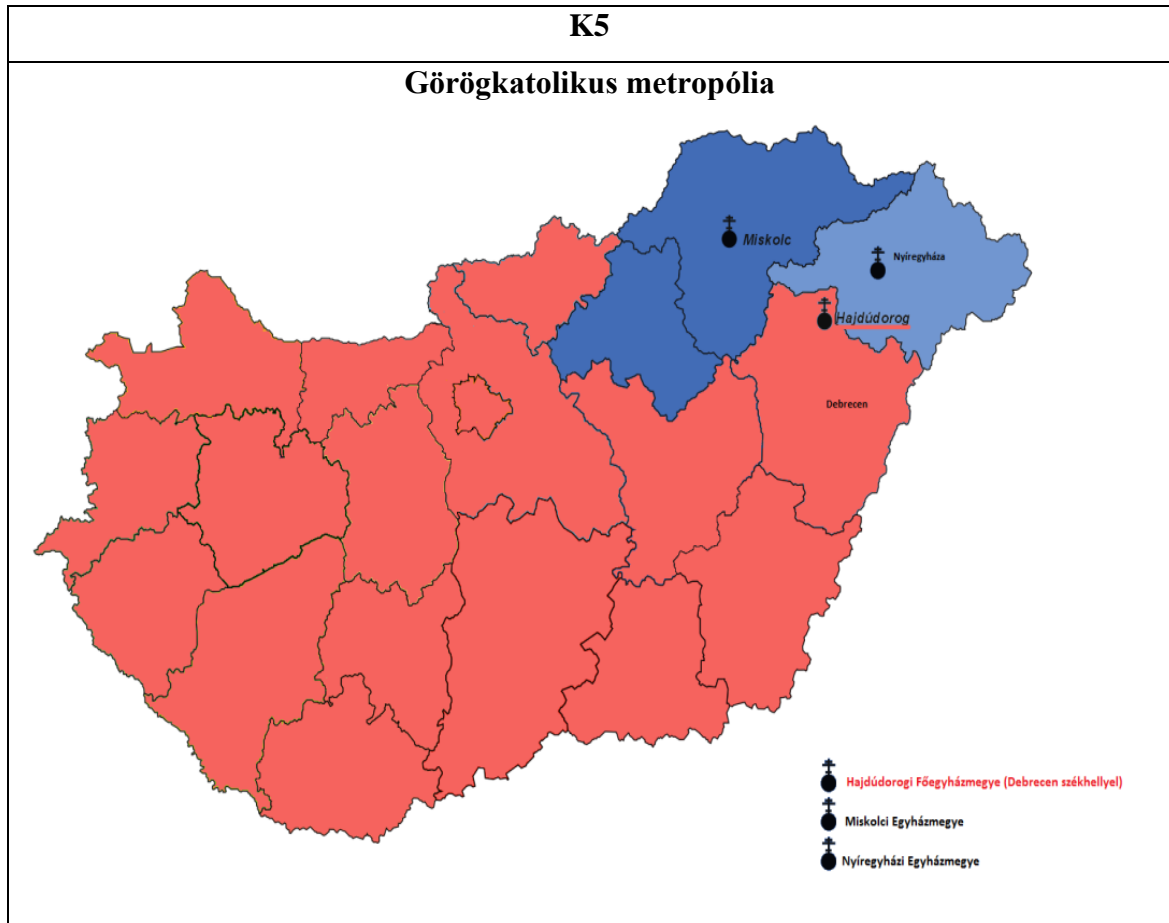 K5
Görögkatolikus metropólia
Miskolc
Nyíregyháza
Hajdúdorog
Debrecen
Hajdúdorogi Főegyházmegye (Debrecen székhellyel)
Miskolci Egyházmegye
Nyíregyházi Egyházmegye